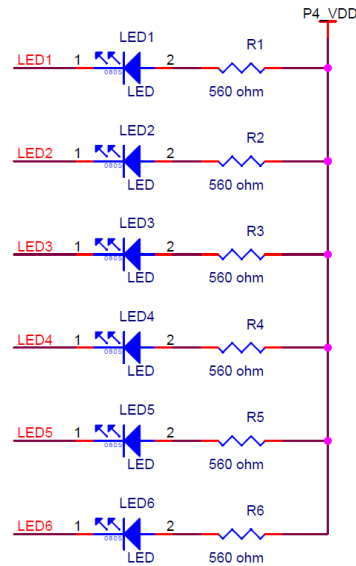 P4_VDD
LED1 R1
LED1 1 2
0805
LED 560 ohm
LED2 R2
LED2 1 2
0805
LED 560 ohm
LED3 R3
LED3 1 2
0805
LED 560 ohm
LED4 R4
LED4 1 2
0805
LED 560 ohm
LED5 R5
LED5 1 2
0805
LED 560 ohm
LED6 R6
LED6 1 2
0805
LED 560 ohm